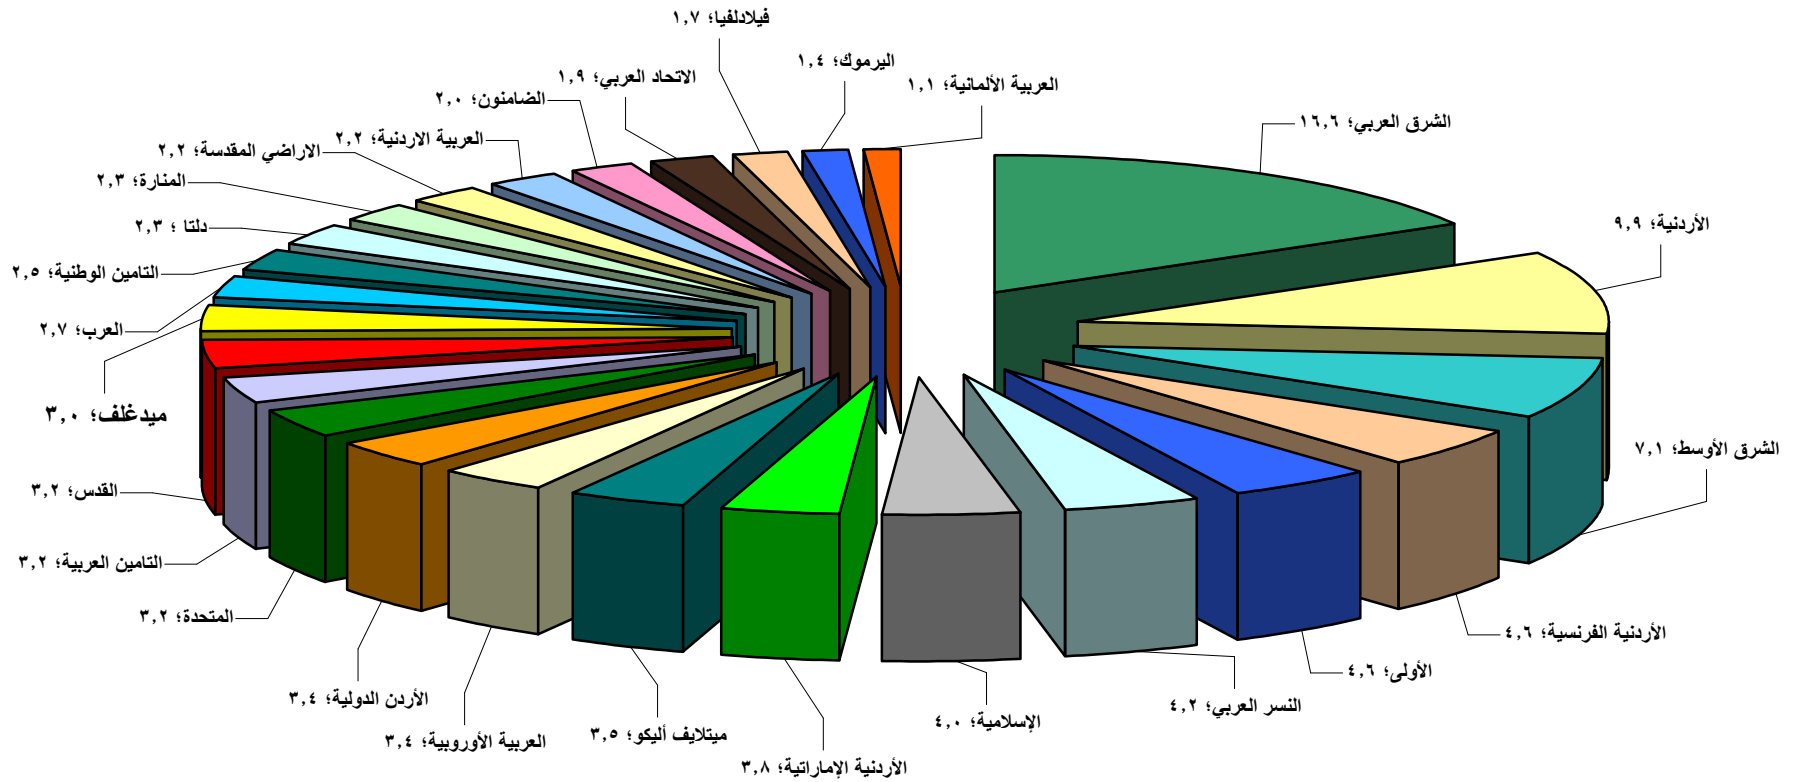 الشرق العربي؛ ١٦,٦
الأردنية؛ ٩,٩
الشرق الأوسط؛ ٧,١
الأردنية الفرنسية؛ ٤,٦
الأولى؛ ٤,٦
النسر العربي؛ ٤,٢
الإسلامية؛ ٤,٠
الأردنية الإماراتية؛ ٣,٨
ميتلايف أليكو؛ ٣,٥
العربية الأوروبية؛ ٣,٤
الأردن الدولية؛ ٣,٤
المتحدة؛ ٣,٢
التامين العربية؛ ٣,٢
القدس؛ ٣,٢
ميدغلف؛ ٣,٠
العرب؛ ٢,٧
التامين الوطنية؛ ٢,٥
دلتا ؛ ٢,٣
المنارة؛ ٢,٣
الاراضي المقدسة؛ ٢,٢
العربية الاردنية؛ ٢,٢
الضامنون؛ ٢,٠
الاتحاد العربي؛ ١,٩
فيلادلفيا؛ ١,٧
اليرموك؛ ١,٤
العربية الألمانية؛ ١,١